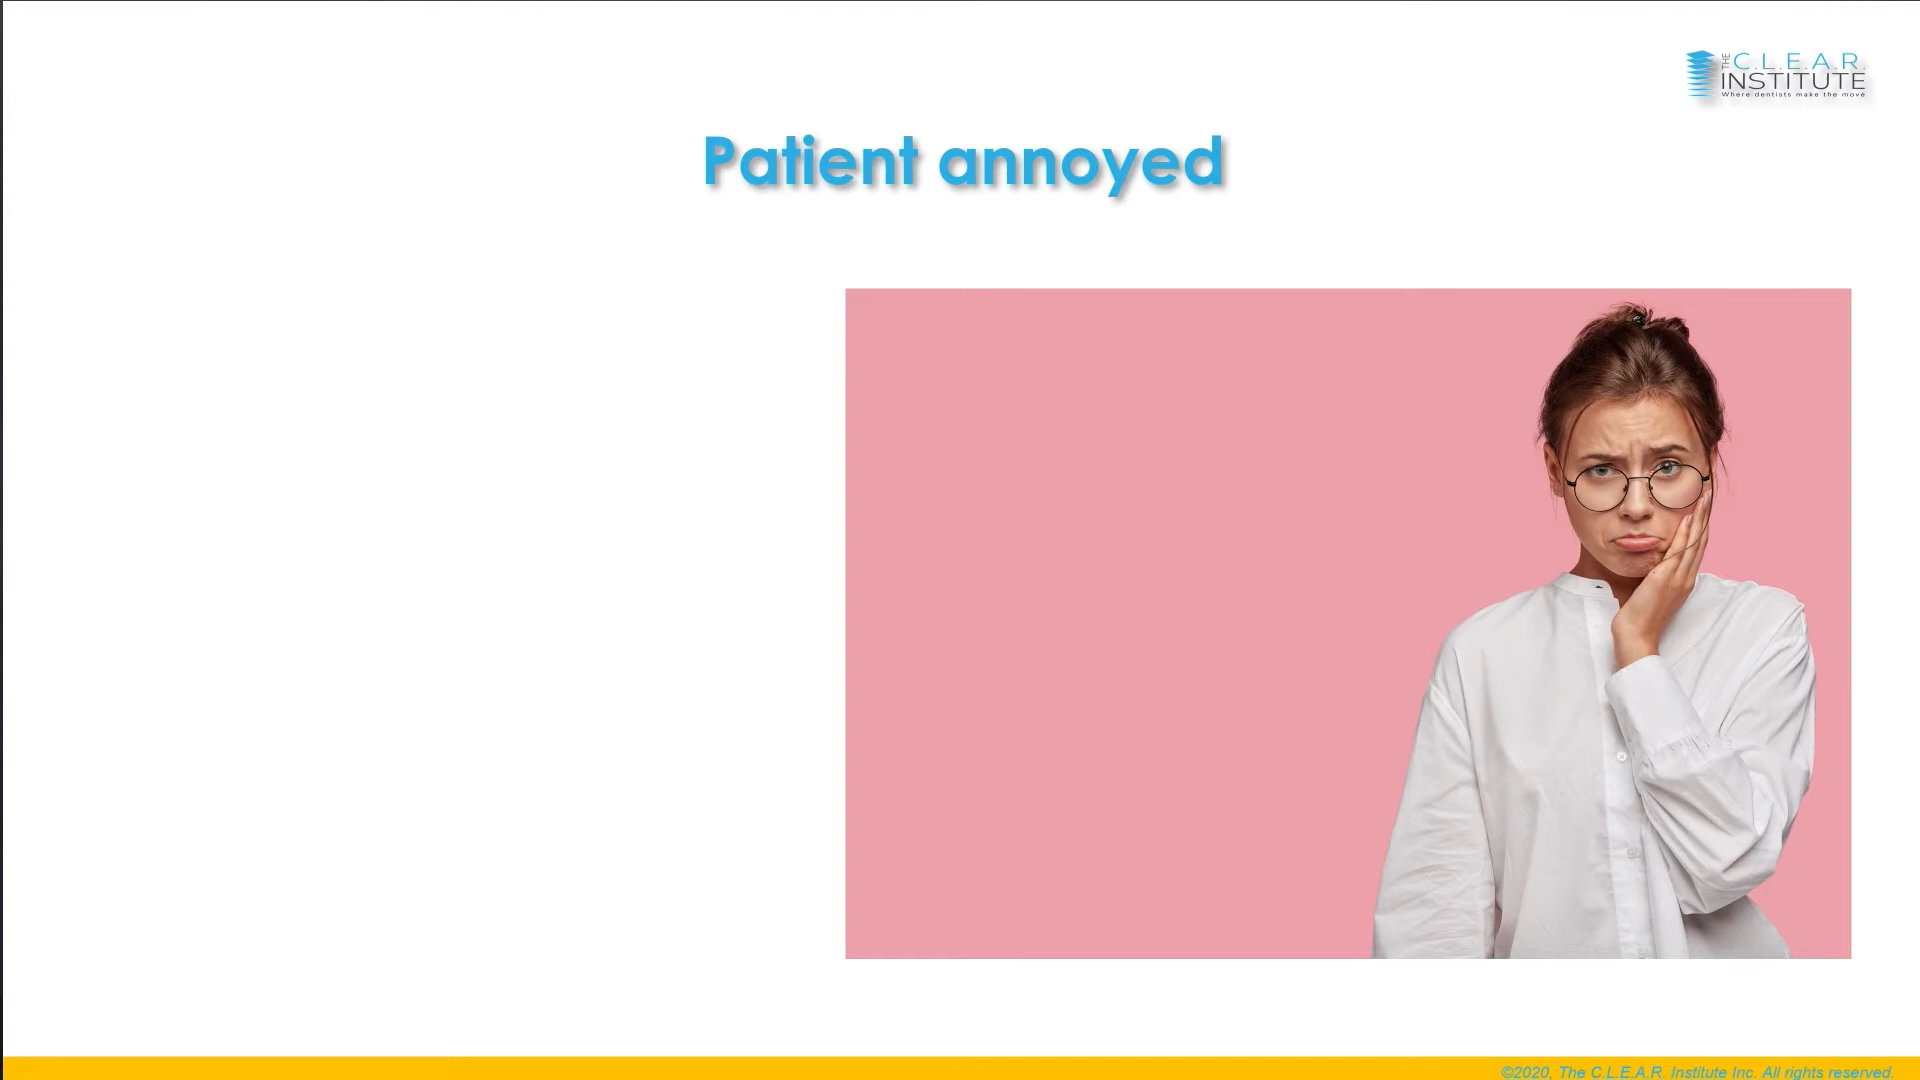 THE C.L.E.A.R.
INSTITUTE
Where dentists make the move
Patient annoyed
©2020, The C.L.E.A.R. Institute Inc. All rights reserved.